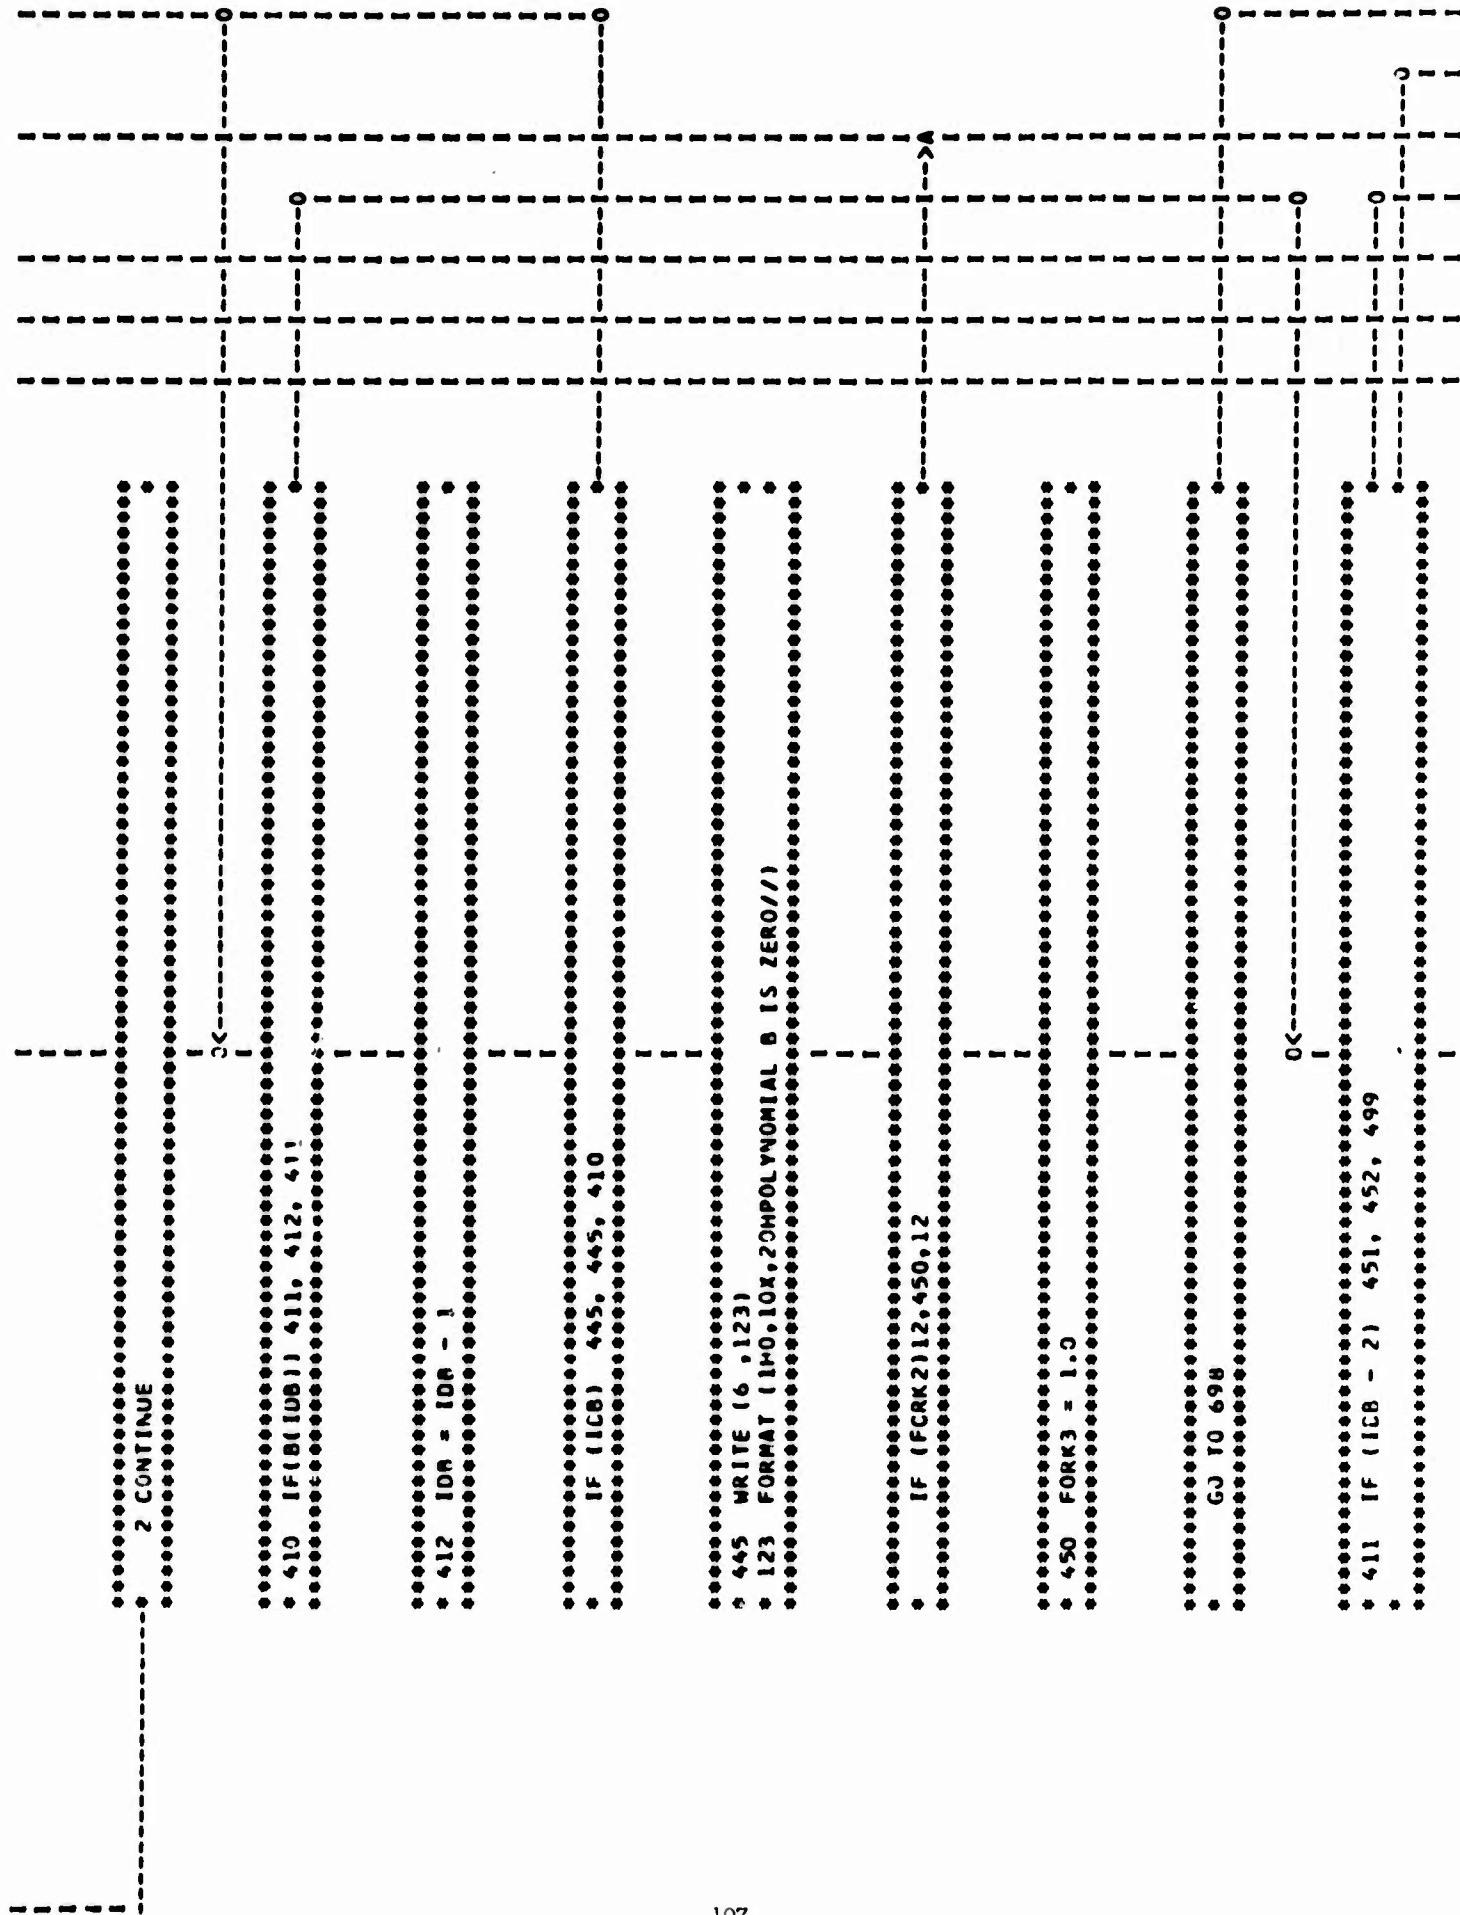 2 CONTINUE
410 IF(B(IDB)) 411, 412, 411
412 IDB = IDB - 1
IF (ICB) 445, 445, 410
445 WRITE (6 ,123)
123 FORMAT (1H0,10X,20HPOLYNOMIAL B IS ZERO//)
IF (FCRK2)12,450,12
450 FORK3 = 1.0
GO TO 698
411 IF (ICB - 2) 451, 452, 499
107